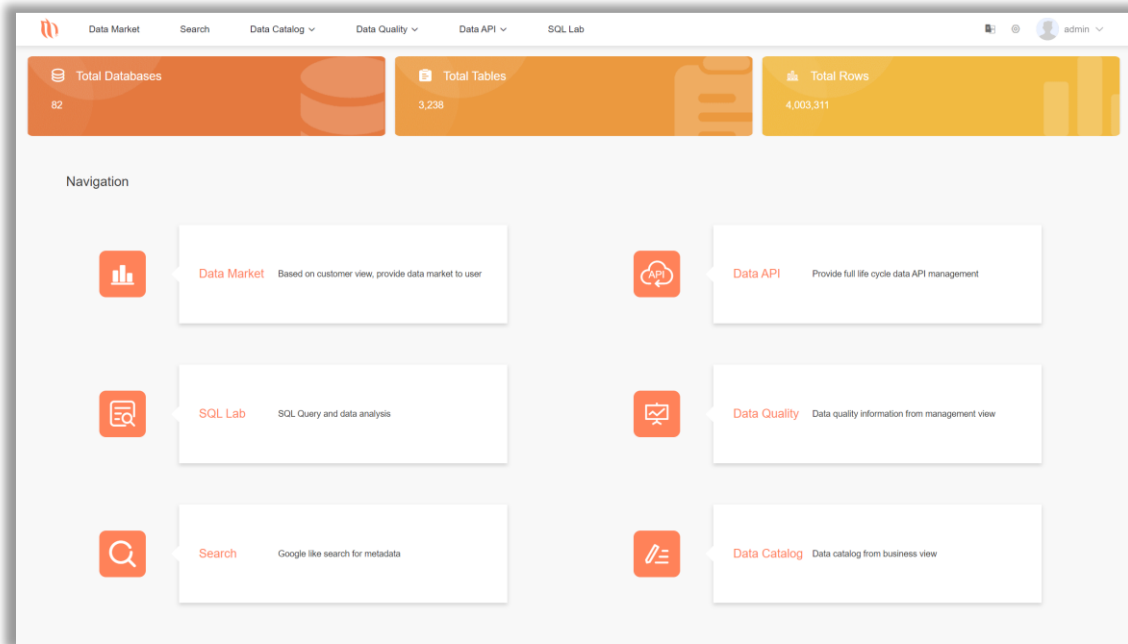 Data Market Search Data Catalog Data Quality Data API SQL Lab admin
Total Databases
82
Total Tables
3,238
Total Rows
4,003,311
Navigation
Data Market Based on customer view, provide data market to user
API
Data API Provide full life cycle data API management
SQL Lab SQL Query and data analysis
Data Quality Data quality information from management view
Search Google like search for metadata
Data Catalog Data catalog from business view